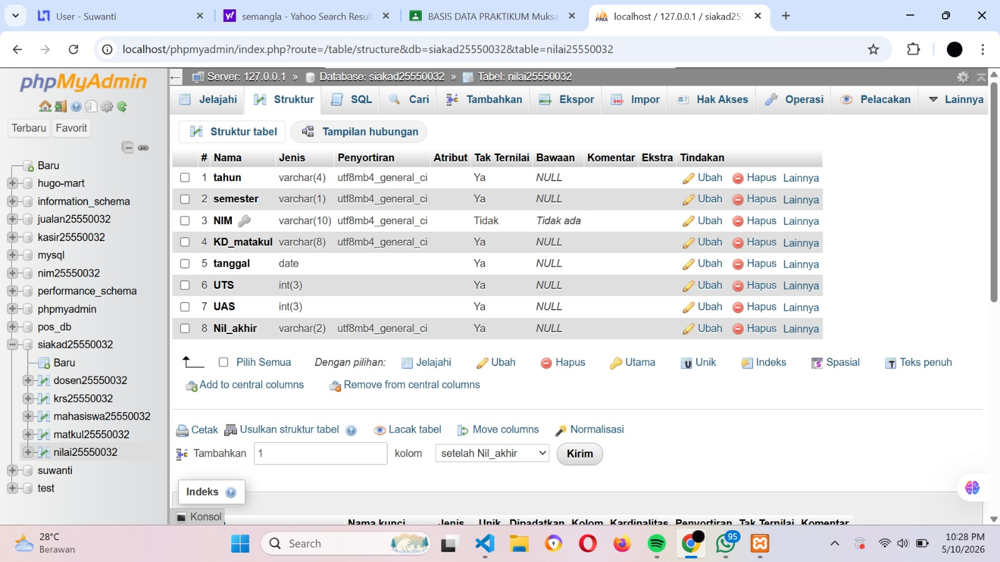 User - Suwanti
semangla - Yahoo Search Result
BASIS DATA PRAKTIKUM Muksa
localhost / 127.0.0.1 / siakad255
localhost/phpmyadmin/index.php?route=/table/structure&db=siakad25550032&table=nilai25550032
phpMyAdmin
Terbaru Favorit
Baru
hugo-mart
information_schema
jualan25550032
kasir25550032
mysql
nim25550032
performance_schema
phpmyadmin
pos_db
siakad25550032
Baru
dosen25550032
krs25550032
mahasiswa25550032
matkul25550032
nilai25550032
suwanti
test
Server: 127.0.0.1 » Database: siakad25550032 » Tabel: nilai25550032
Jelajahi Struktur SQL Cari Tambahkan Ekspor Impor Hak Akses Operasi Pelacakan Lainnya
Struktur tabel Tampilan hubungan
# Nama Jenis Penyortiran Atribut Tak Ternilai Bawaan Komentar Ekstra Tindakan
1 tahun varchar(4) utf8mb4_general_ci Ya NULL Ubah Hapus Lainnya
2 semester varchar(1) utf8mb4_general_ci Ya NULL Ubah Hapus Lainnya
3 NIM varchar(10) utf8mb4_general_ci Tidak Tidak ada Ubah Hapus Lainnya
4 KD_matakul varchar(8) utf8mb4_general_ci Ya NULL Ubah Hapus Lainnya
5 tanggal date Ya NULL Ubah Hapus Lainnya
6 UTS int(3) Ya NULL Ubah Hapus Lainnya
7 UAS int(3) Ya NULL Ubah Hapus Lainnya
8 Nil_akhir varchar(2) utf8mb4_general_ci Ya NULL Ubah Hapus Lainnya
Pilih Semua Dengan pilihan: Jelajahi Ubah Hapus Utama Unik Indeks Spasial Teks penuh
Add to central columns Remove from central columns
Cetak Usulkan struktur tabel Lacak tabel Move columns Normalisasi
Tambahkan 1 kolom setelah Nil_akhir Kirim
Indeks
Konsol
Nama kunci Jenis Unik Dipadatkan Kolom Kardinalitas Penyortiran Tak Ternilai Komentar
28°C
Berawan
Search
95
10:28 PM
5/10/2026